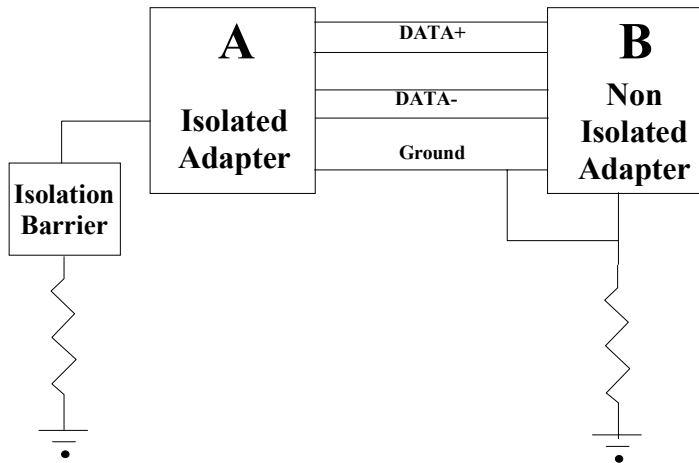 A
Isolated
Adapter
DATA+
DATA-
Ground
B
Non
Isolated
Adapter
Isolation
Barrier